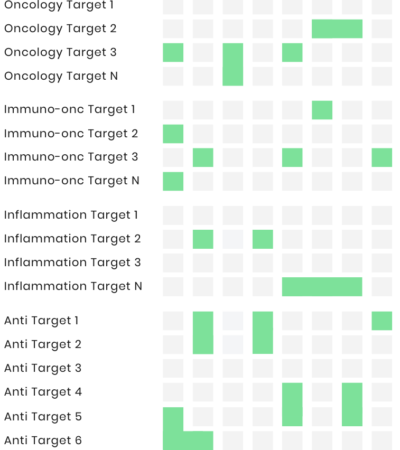 Oncology Target 1
Oncology Target 2
Oncology Target 3
Oncology Target N
Immuno-onc Target 1
Immuno-onc Target 2
Immuno-onc Target 3
Immuno-onc Target N
Inflammation Target 1
Inflammation Target 2
Inflammation Target 3
Inflammation Target N
Anti Target 1
Anti Target 2
Anti Target 3
Anti Target 4
Anti Target 5
Anti Target 6